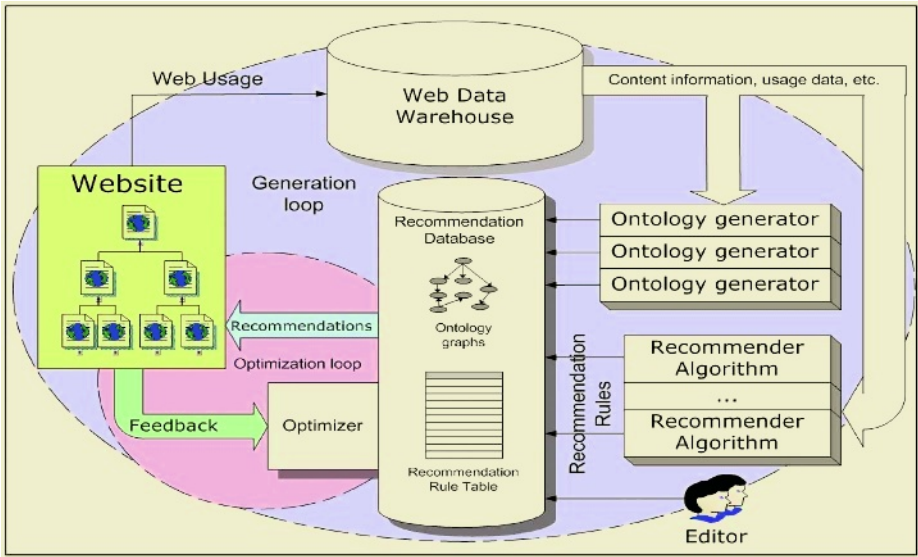 Web Usage
Web Data
Warehouse
Content information, usage data, etc.
Website
Generation
loop
Recommendation
Database
Ontology
graphs
Ontology generator
Ontology generator
Ontology generator
Recommendations
Optimization loop
Feedback
Optimizer
Recommendation
Rule Table
Recommendation
Rules
Recommender
Algorithm
...
Recommender
Algorithm
Editor